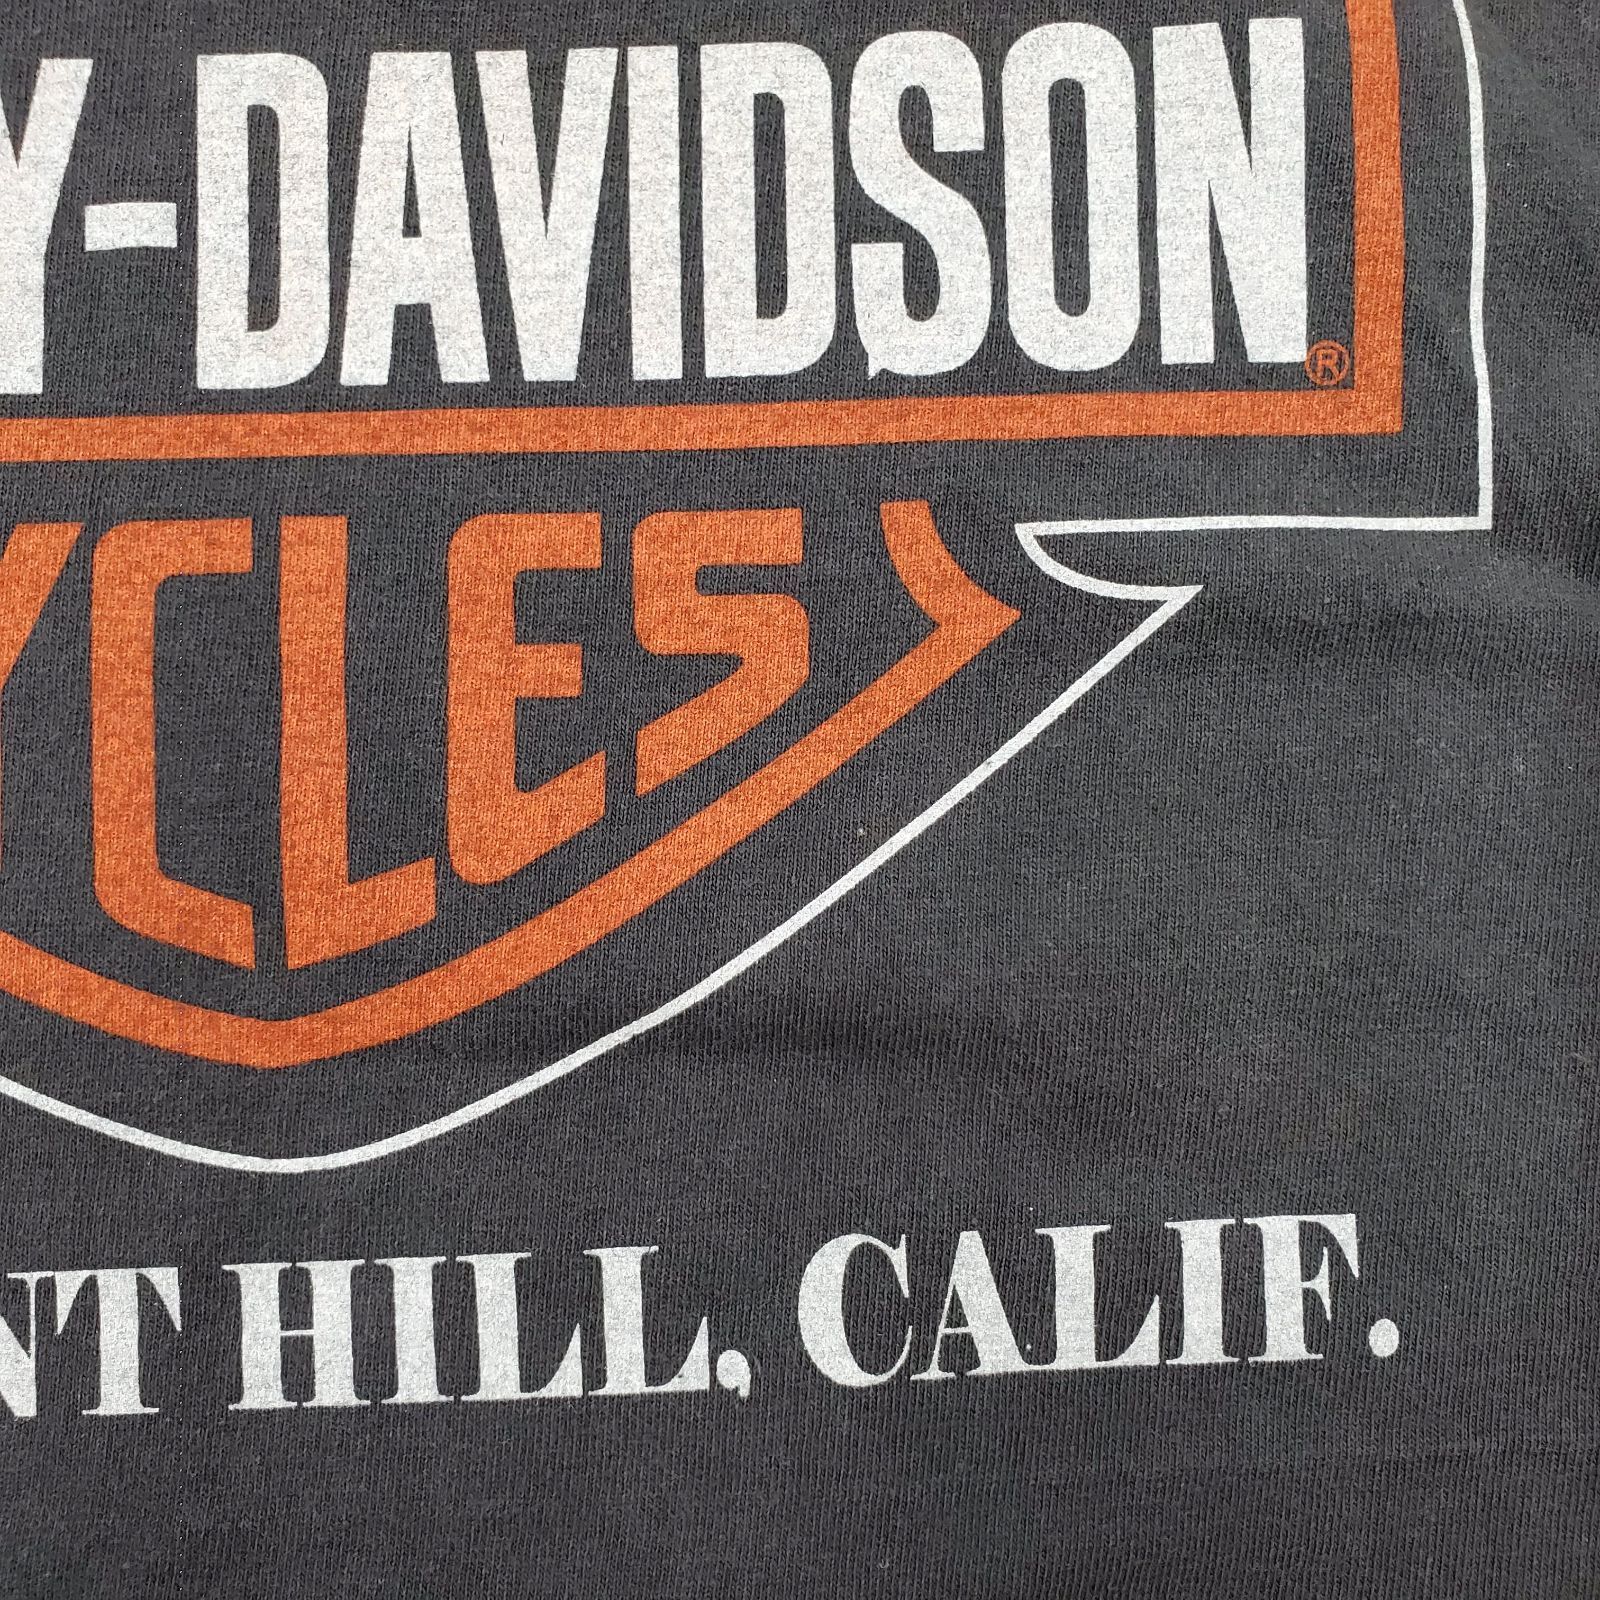 Y-DAVIDSON®
YCLES
NT HILL, CALIF.